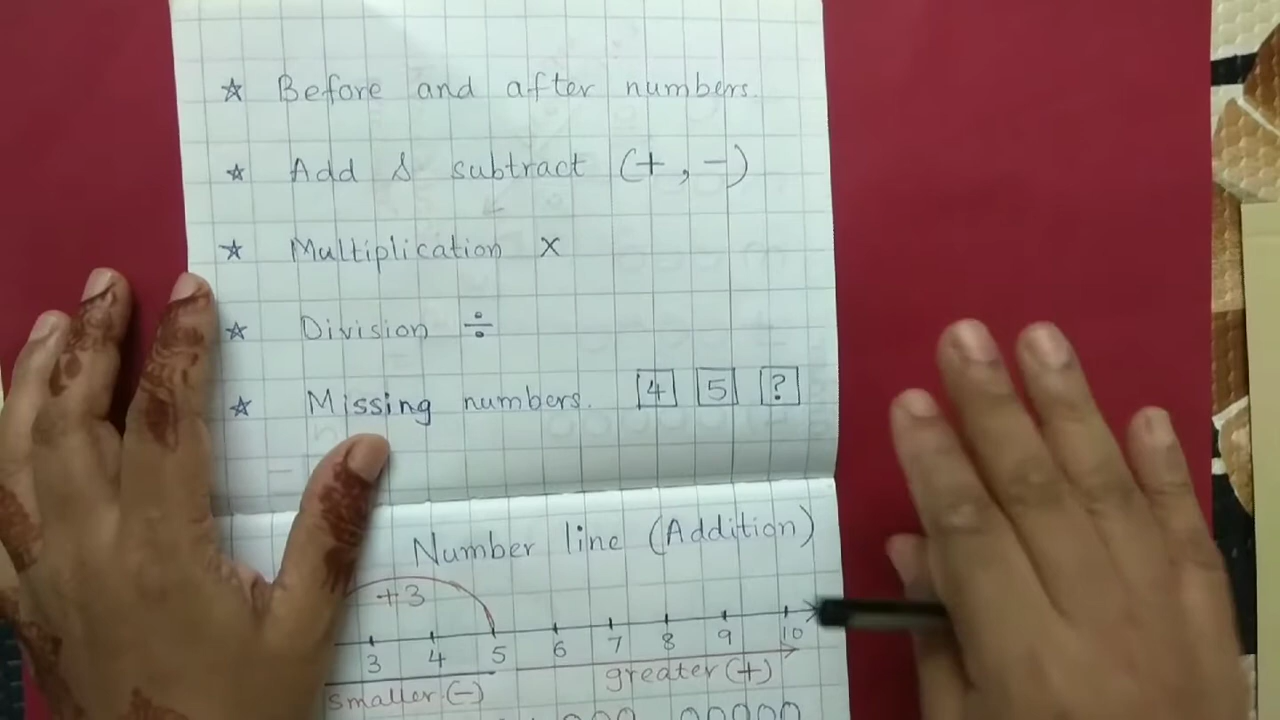 ☆ Before and after numbers.
☆ Add & subtract (+, -)
☆ Multiplication ×
☆ Division ÷
☆ Missing numbers. 4 5 ?
Number line (Addition)
+3
3 4 5 6 7 8 9 10
smaller (-) greater (+)